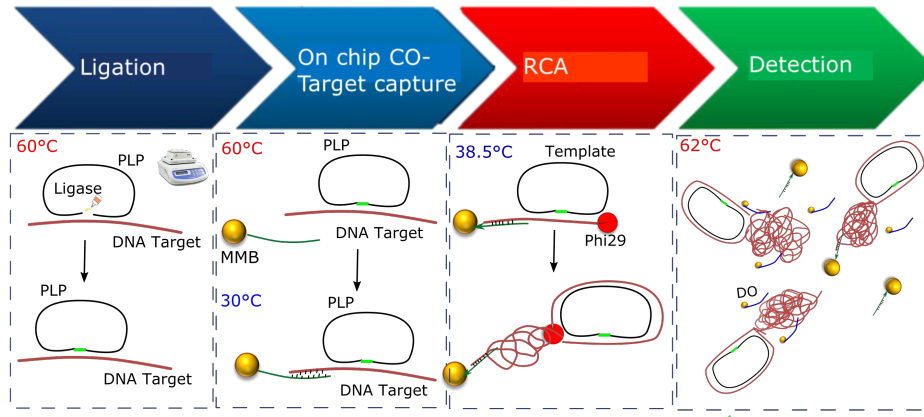 Ligation
On chip CO-
Target capture
RCA
Detection
60°C
PLP
Ligase
DNA Target
PLP
DNA Target
60°C
PLP
DNA Target
MMB
30°C
PLP
DNA Target
38.5°C
Template
Phi29
62°C
DO